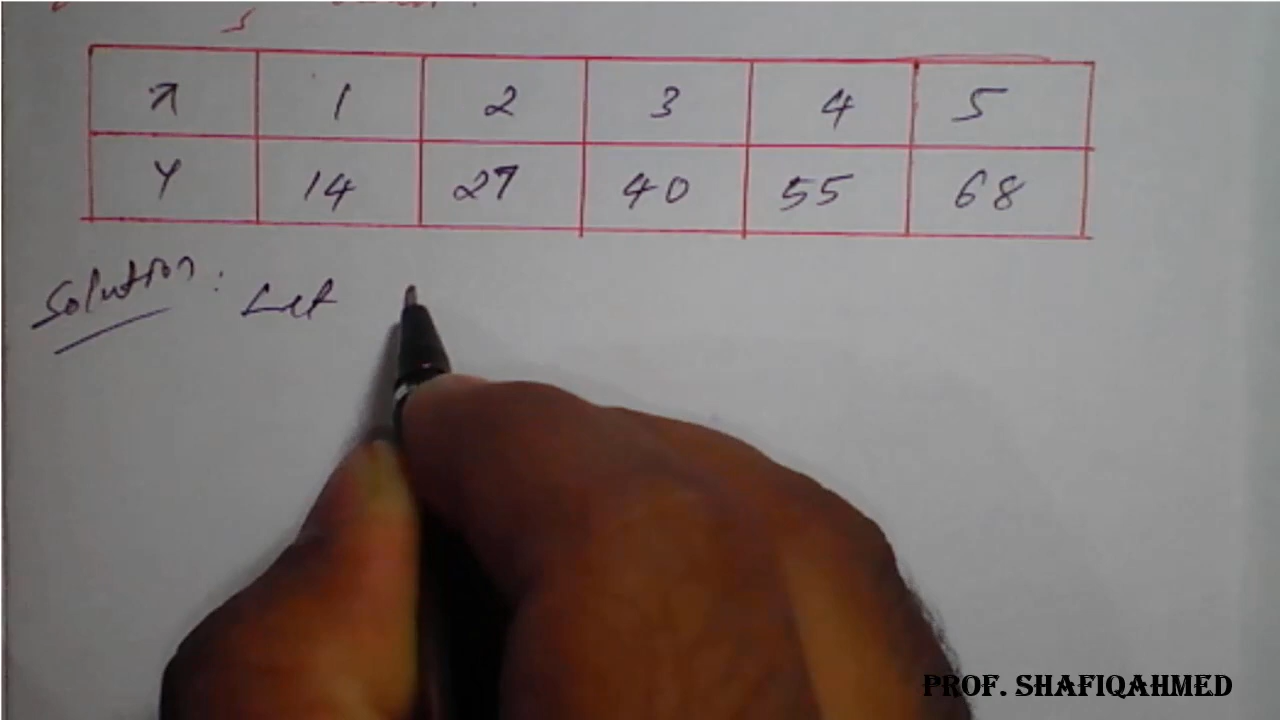 x 1 2 3 4 5
Y 14 27 40 55 68
Solution: Let
PROF. SHAFIQAHMED